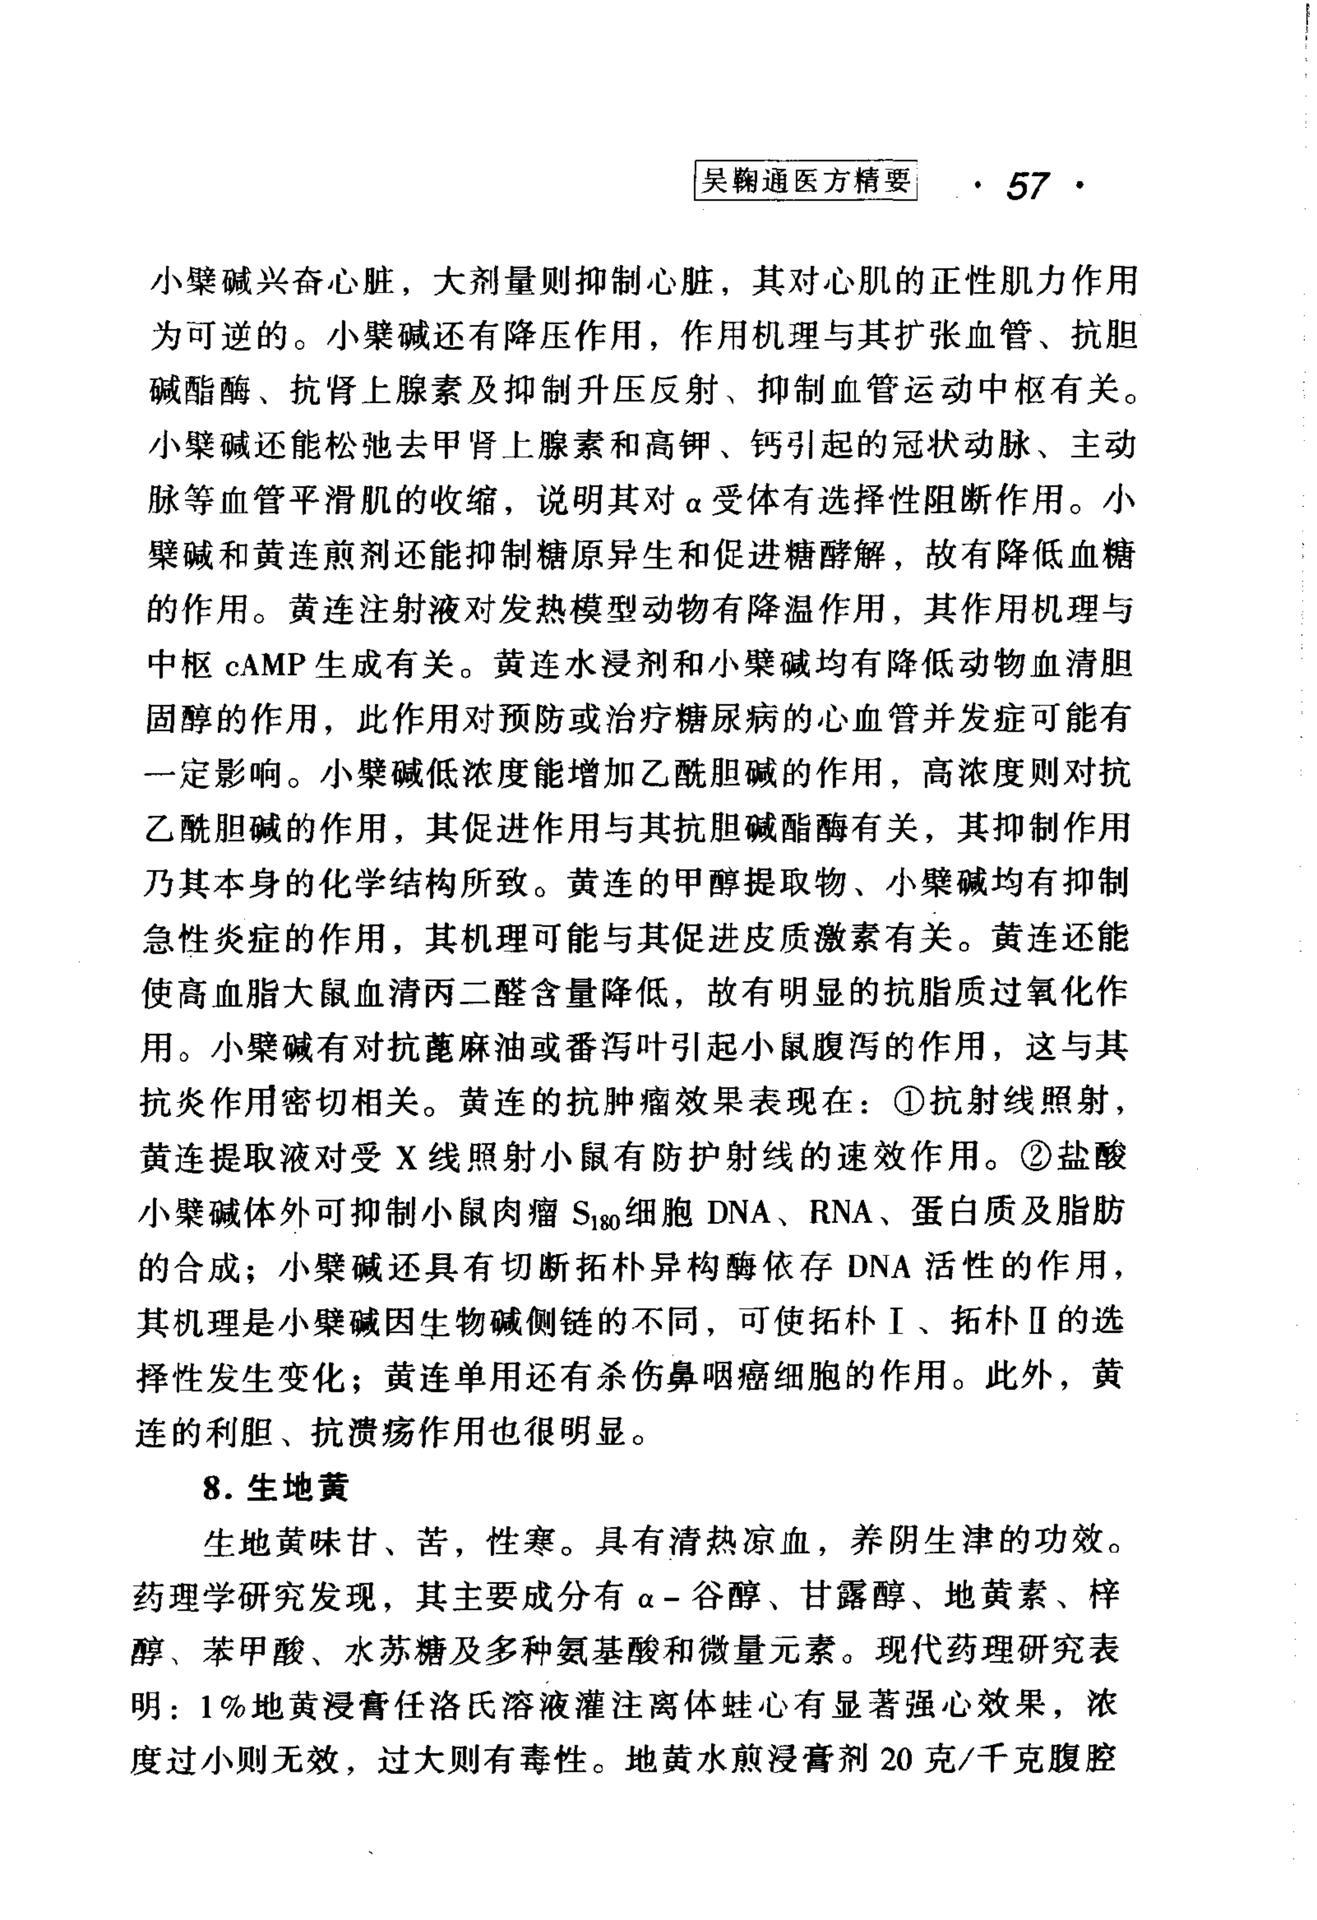 吴鞠通医方精要 · 57 ·
小檗碱兴奋心脏，大剂量则抑制心脏，其对心肌的正性肌力作用
为可逆的。小檗碱还有降压作用，作用机理与其扩张血管、抗胆
碱酯酶、抗肾上腺素及抑制升压反射、抑制血管运动中枢有关。
小檗碱还能松弛去甲肾上腺素和高钾、钙引起的冠状动脉、主动
脉等血管平滑肌的收缩，说明其对 α 受体有选择性阻断作用。小
檗碱和黄连煎剂还能抑制糖原异生和促进糖酵解，故有降低血糖
的作用。黄连注射液对发热模型动物有降温作用，其作用机理与
中枢 cAMP 生成有关。黄连水浸剂和小檗碱均有降低动物血清胆
固醇的作用，此作用对预防或治疗糖尿病的心血管并发症可能有
一定影响。小檗碱低浓度能增加乙酰胆碱的作用，高浓度则对抗
乙酰胆碱的作用，其促进作用与其抗胆碱酯酶有关，其抑制作用
乃其本身的化学结构所致。黄连的甲醇提取物、小檗碱均有抑制
急性炎症的作用，其机理可能与其促进皮质激素有关。黄连还能
使高血脂大鼠血清丙二醛含量降低，故有明显的抗脂质过氧化作
用。小檗碱有对抗蓖麻油或番泻叶引起小鼠腹泻的作用，这与其
抗炎作用密切相关。黄连的抗肿瘤效果表现在：①抗射线照射，
黄连提取液对受 X 线照射小鼠有防护射线的速效作用。②盐酸
小檗碱体外可抑制小鼠肉瘤 S₁₈₀细胞 DNA、RNA、蛋白质及脂肪
的合成；小檗碱还具有切断拓朴异构酶依存 DNA 活性的作用，
其机理是小檗碱因生物碱侧链的不同，可使拓朴Ⅰ、拓朴Ⅱ的选
择性发生变化；黄连单用还有杀伤鼻咽癌细胞的作用。此外，黄
连的利胆、抗溃疡作用也很明显。
8. 生地黄
生地黄味甘、苦，性寒。具有清热凉血，养阴生津的功效。
药理学研究发现，其主要成分有 α－谷醇、甘露醇、地黄素、梓
醇、苯甲酸、水苏糖及多种氨基酸和微量元素。现代药理研究表
明：1%地黄浸膏任洛氏溶液灌注离体蛙心有显著强心效果，浓
度过小则无效，过大则有毒性。地黄水煎浸膏剂 20 克/千克腹腔